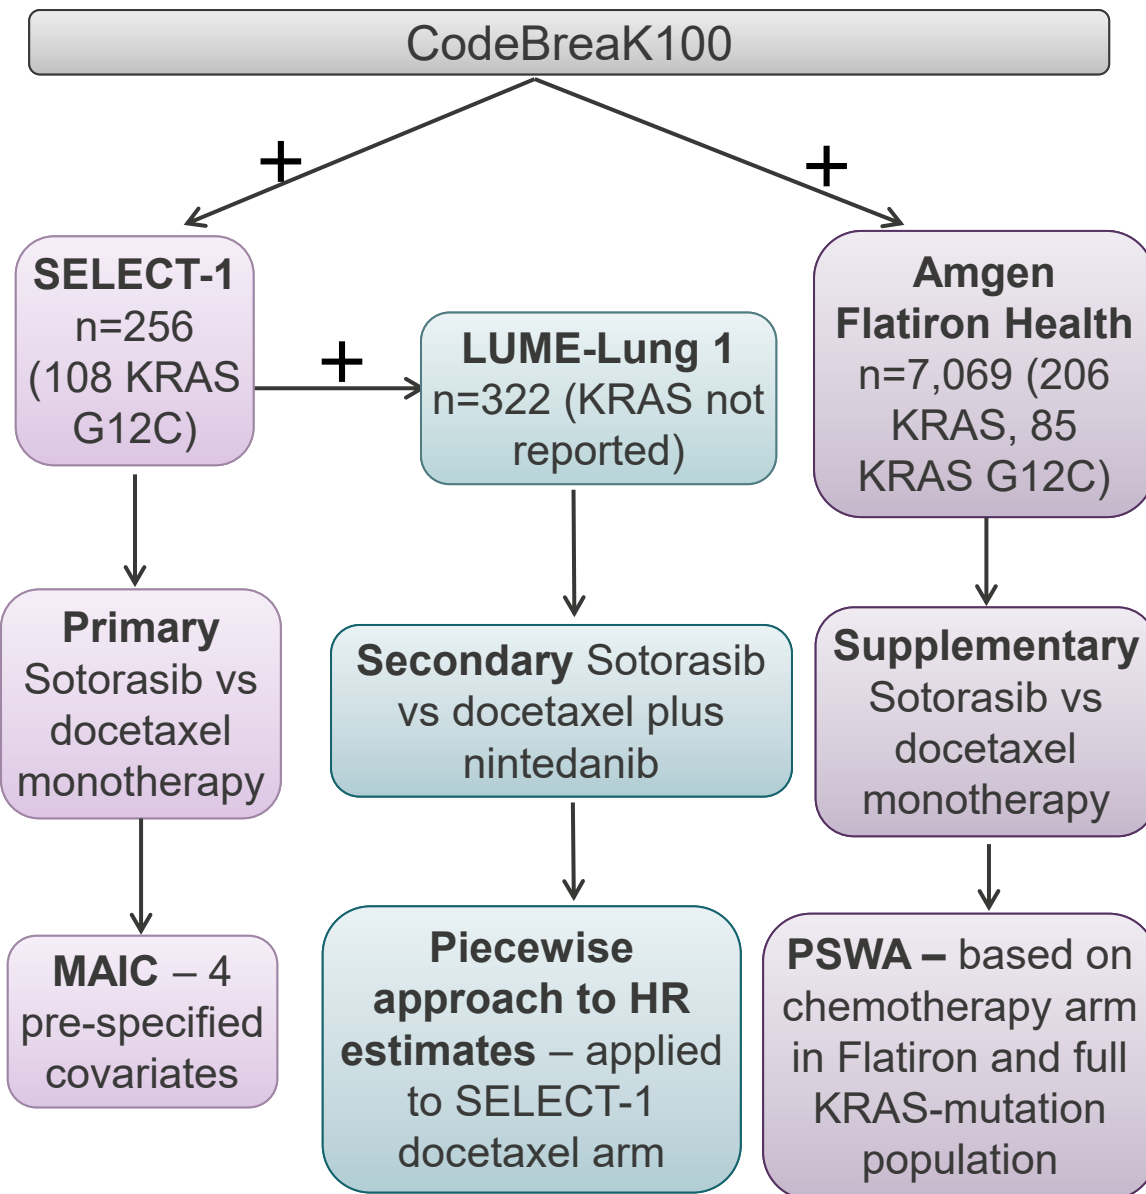 CodeBreaK100
+
+
SELECT-1
n=256
(108 KRAS
G12C)
+
LUME-Lung 1
n=322 (KRAS not
reported)
Amgen
Flatiron Health
n=7,069 (206
KRAS, 85
KRAS G12C)
Primary
Sotorasib vs
docetaxel
monotherapy
Secondary Sotorasib
vs docetaxel plus
nintedanib
Supplementary
Sotorasib vs
docetaxel
monotherapy
MAIC – 4
pre-specified
covariates
Piecewise
approach to HR
estimates – applied
to SELECT-1
docetaxel arm
PSWA – based on
chemotherapy arm
in Flatiron and full
KRAS-mutation
population